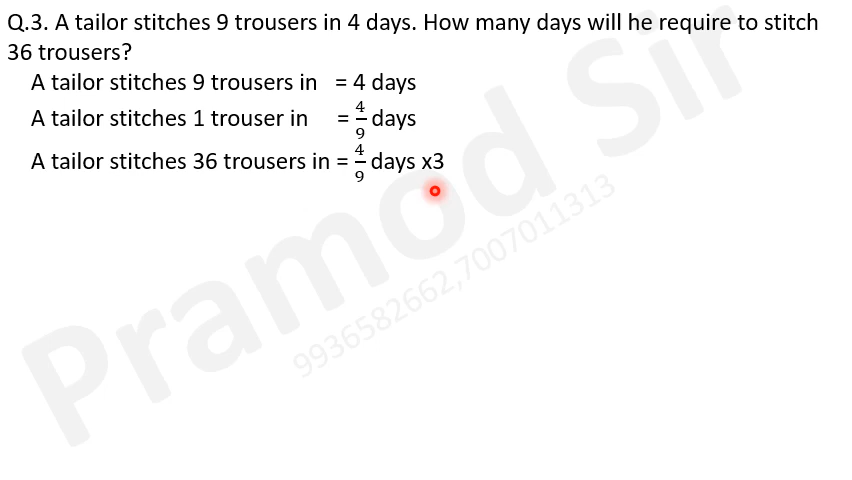 Q.3. A tailor stitches 9 trousers in 4 days. How many days will he require to stitch
36 trousers?
A tailor stitches 9 trousers in = 4 days
A tailor stitches 1 trouser in = 4/9 days
A tailor stitches 36 trousers in = 4/9 days x3
Pramod Sir
9936582662,7007011313